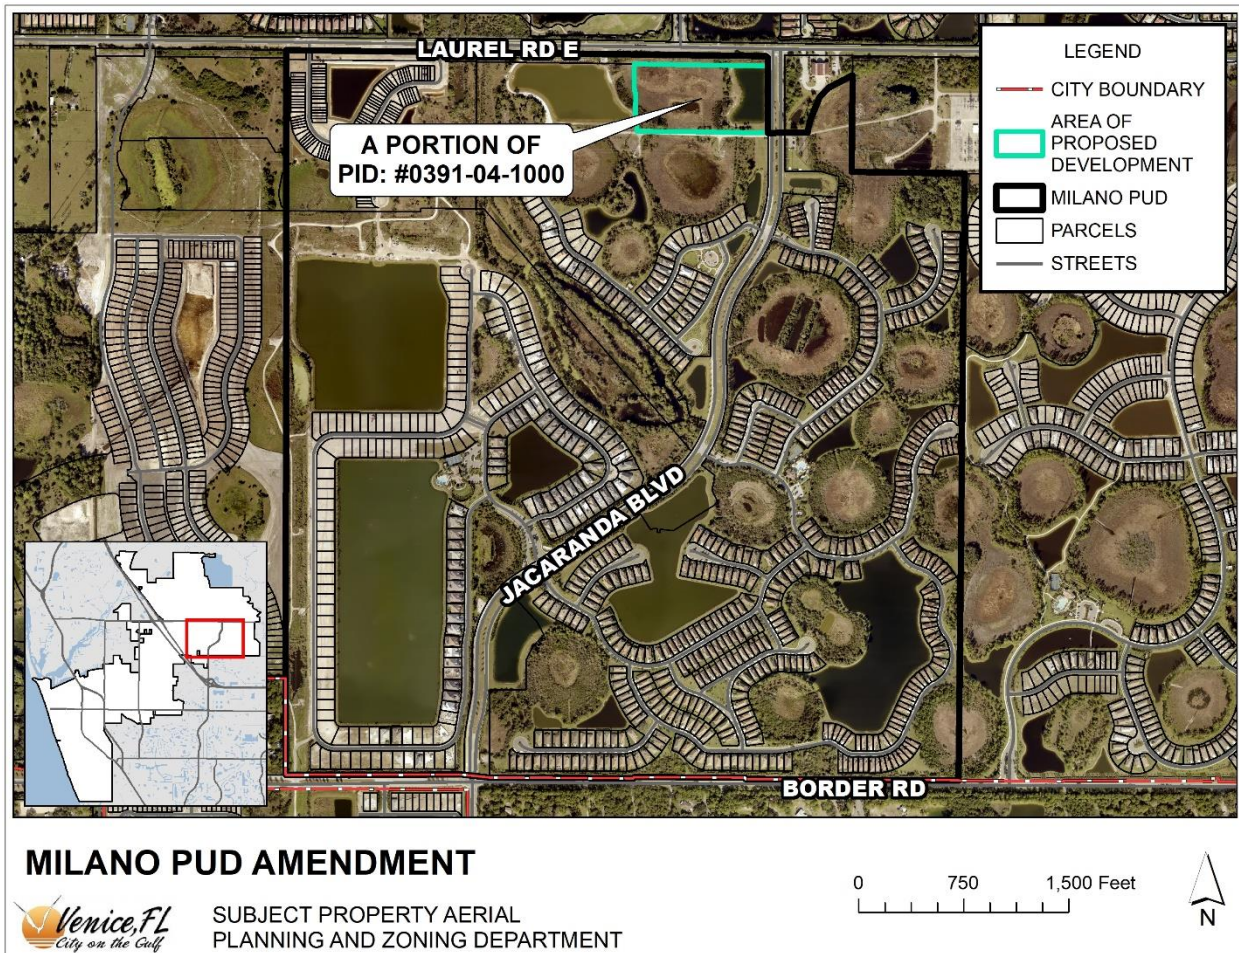 LAUREL RD E
LEGEND
CITY BOUNDARY
AREA OF
PROPOSED
DEVELOPMENT
MILANO PUD
PARCELS
STREETS
A PORTION OF
PID: #0391-04-1000
JACARANDA BLVD
BORDER RD
MILANO PUD AMENDMENT
0 750 1,500 Feet
N
Venice, FL
City on the Gulf
SUBJECT PROPERTY AERIAL
PLANNING AND ZONING DEPARTMENT